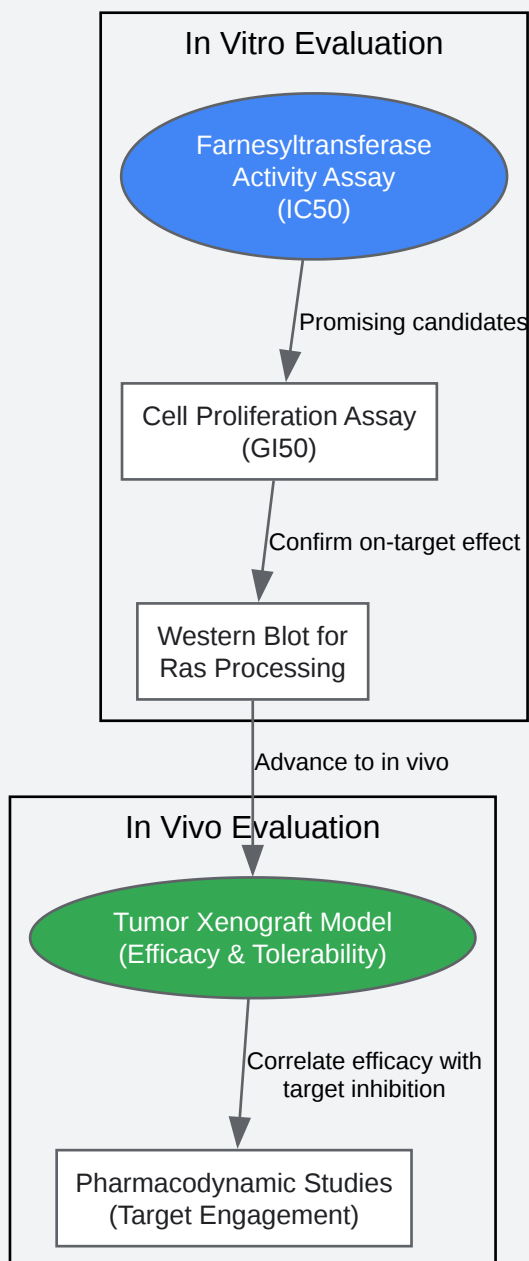 In Vitro Evaluation
Farnesyltransferase
Activity Assay
(IC50)
Promising candidates
Cell Proliferation Assay
(GI50)
Confirm on-target effect
Western Blot for
Ras Processing
Advance to in vivo
In Vivo Evaluation
Tumor Xenograft Model
(Efficacy & Tolerability)
Correlate efficacy with
target inhibition
Pharmacodynamic Studies
(Target Engagement)